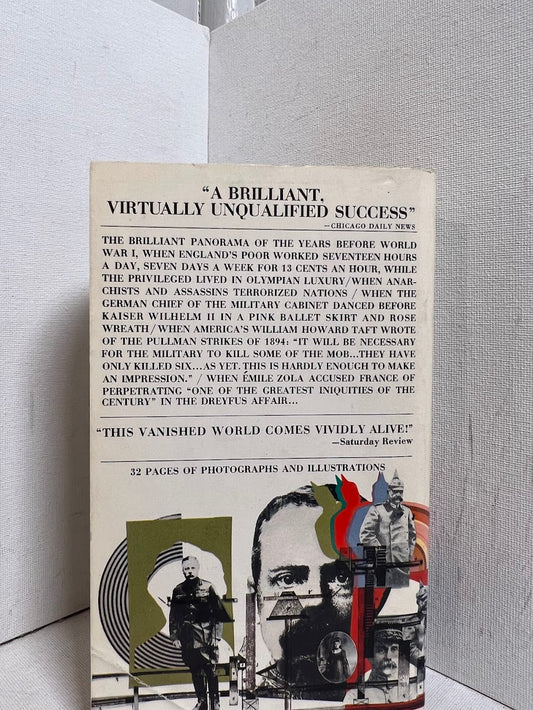 “A BRILLIANT,
VIRTUALLY UNQUALIFIED SUCCESS”
—CHICAGO DAILY NEWS
THE BRILLIANT PANORAMA OF THE YEARS BEFORE WORLD
WAR I, WHEN ENGLAND'S POOR WORKED SEVENTEEN HOURS
A DAY, SEVEN DAYS A WEEK FOR 13 CENTS AN HOUR, WHILE
THE PRIVILEGED LIVED IN OLYMPIAN LUXURY/WHEN ANAR-
CHISTS AND ASSASSINS TERRORIZED NATIONS / WHEN THE
GERMAN CHIEF OF THE MILITARY CABINET DANCED BEFORE
KAISER WILHELM II IN A PINK BALLET SKIRT AND ROSE
WREATH/WHEN AMERICA'S WILLIAM HOWARD TAFT WROTE
OF THE PULLMAN STRIKES OF 1894: “IT WILL BE NECESSARY
FOR THE MILITARY TO KILL SOME OF THE MOB...THEY HAVE
ONLY KILLED SIX...AS YET. THIS IS HARDLY ENOUGH TO MAKE
AN IMPRESSION.” / WHEN ÉMILE ZOLA ACCUSED FRANCE OF
PERPETRATING “ONE OF THE GREATEST INIQUITIES OF THE
CENTURY” IN THE DREYFUS AFFAIR...
“THIS VANISHED WORLD COMES VIVIDLY ALIVE!”
—Saturday Review
32 PAGES OF PHOTOGRAPHS AND ILLUSTRATIONS